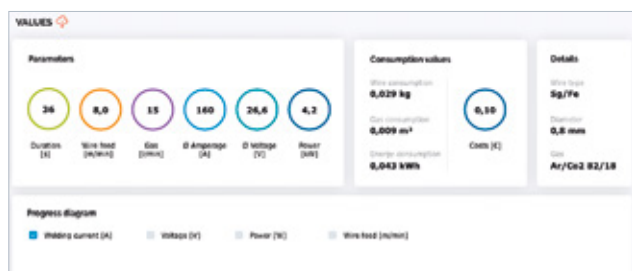 VALUES
Parameters
36
8,0
15
160
26,6
4,2
Duration
[s]
Wire feed
[m/min]
Gas
[l/min]
Ø Amperage
[A]
Ø Voltage
[V]
Power
[kW]
Consumption values
Wire consumption
0,029 kg
Gas consumption
0,009 m³
Energy consumption
0,043 kWh
0,10
Costs [€]
Details
Wire type
Sg/Fe
Diameter
0,8 mm
Gas
Ar/Co2 82/18
Progress diagram
Welding current [A]
Voltage [V]
Power [W]
Wire feed [m/min]